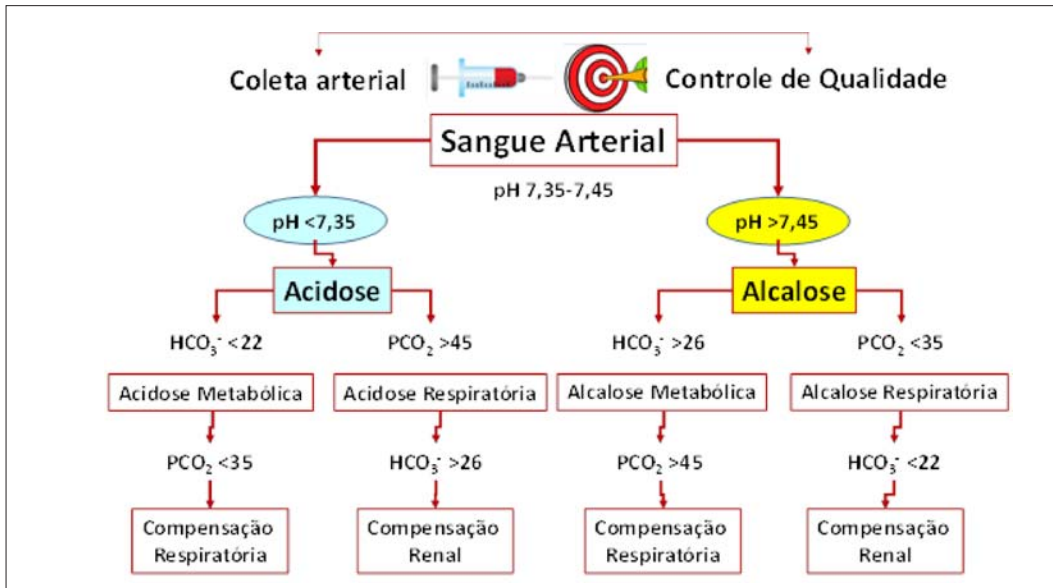 Coleta arterial
Controle de Qualidade
Sangue Arterial
pH 7,35-7,45
pH <7,35
pH >7,45
Acidose
Alcalose
HCO₃⁻ <22
PCO₂ >45
HCO₃⁻ >26
PCO₂ <35
Acidose Metabólica
Acidose Respiratória
Alcalose Metabólica
Alcalose Respiratória
PCO₂ <35
HCO₃⁻ >26
PCO₂ >45
HCO₃⁻ <22
Compensação
Respiratória
Compensação
Renal
Compensação
Respiratória
Compensação
Renal